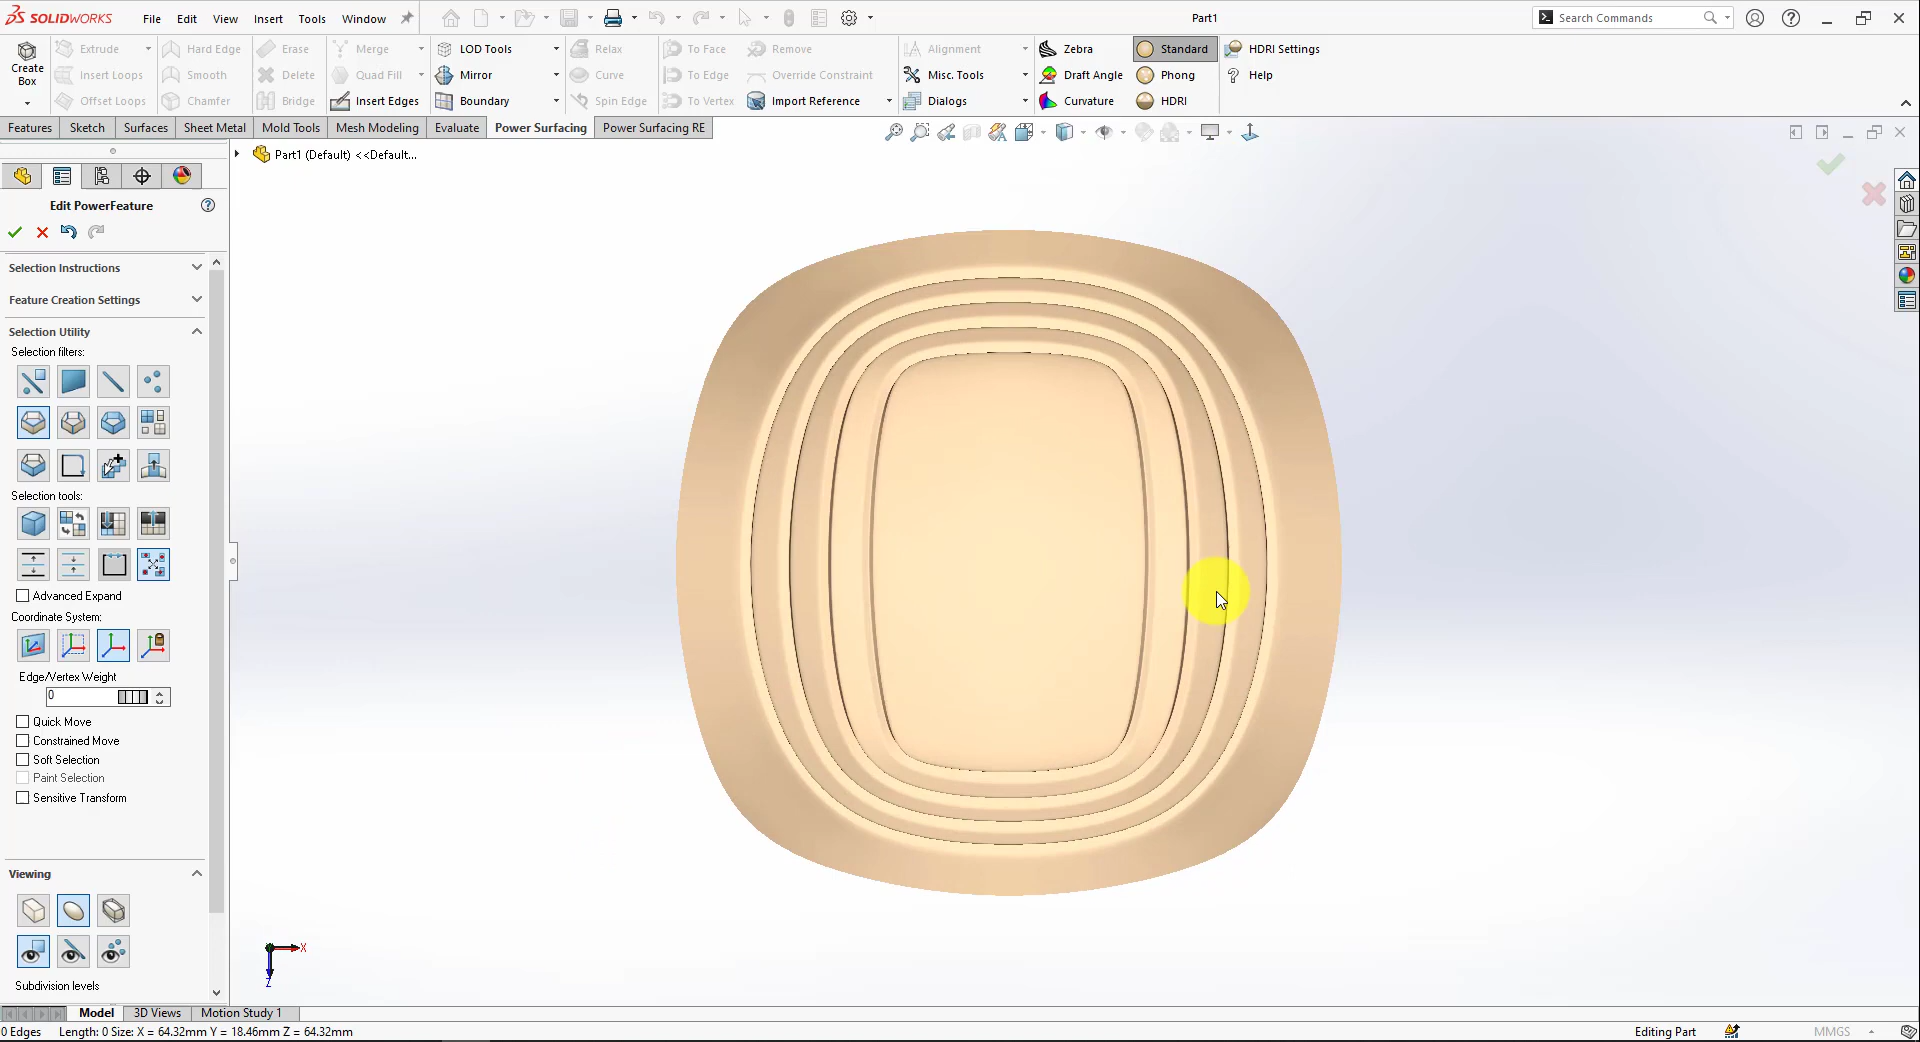 SOLIDWORKS File Edit View Insert Tools Window Part1 Search Commands
Create Box
Extrude Hard Edge Erase Merge LOD Tools Relax To Face Remove Alignment Zebra Standard HDRI Settings
Insert Loops Smooth Delete Quad Fill Mirror Curve To Edge Override Constraint Misc. Tools Draft Angle Phong Help
Offset Loops Chamfer Bridge Insert Edges Boundary Spin Edge To Vertex Import Reference Dialogs Curvature HDRI
Features Sketch Surfaces Sheet Metal Mold Tools Mesh Modeling Evaluate Power Surfacing Power Surfacing RE
Part1 (Default) <<Default...
Edit PowerFeature
Selection Instructions
Feature Creation Settings
Selection Utility
Selection filters:
Selection tools:
Advanced Expand
Coordinate System:
Edge/Vertex Weight
0
Quick Move
Constrained Move
Soft Selection
Paint Selection
Sensitive Transform
Viewing
Subdivision levels
X
Z
Model 3D Views Motion Study 1
0 Edges Length: 0 Size: X = 64.32mm Y = 18.46mm Z = 64.32mm Editing Part MMGS